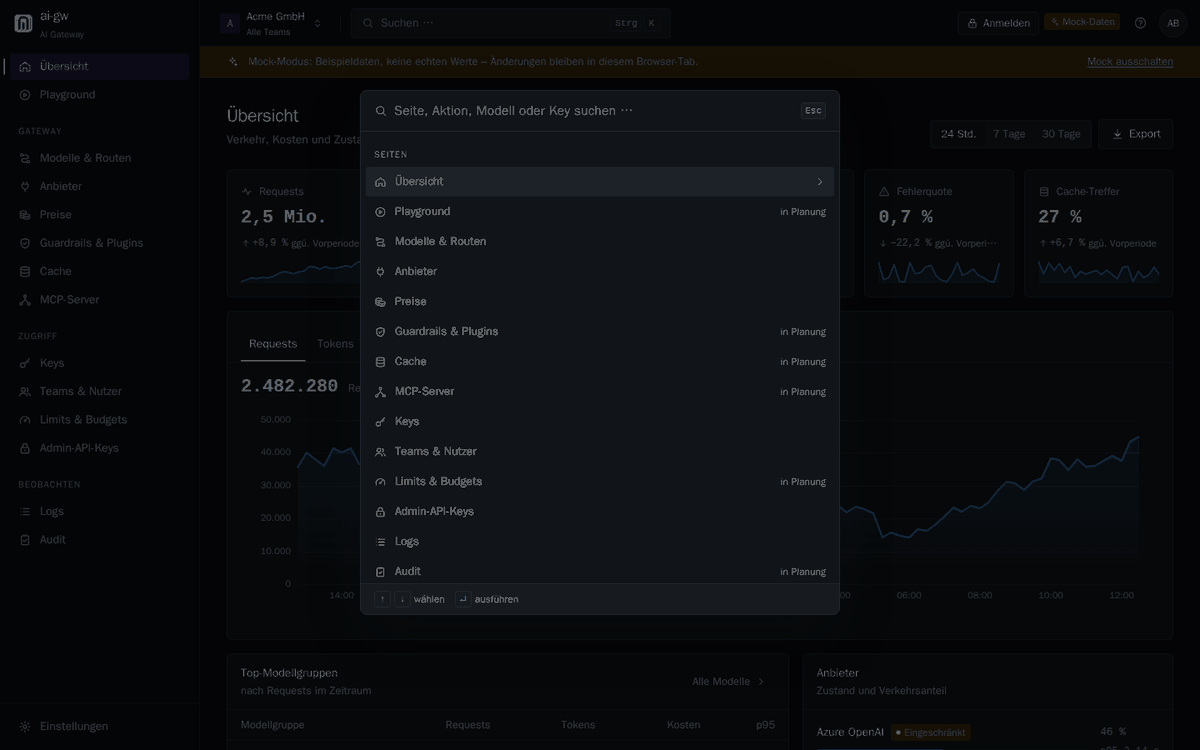 ai-gw
AI Gateway
Acme GmbH
Alle Teams
Suchen ···
Strg K
Anmelden
Mock-Daten
AB
Mock-Modus: Beispieldaten, keine echten Werte – Änderungen bleiben in diesem Browser-Tab.
Mock ausschalten
Übersicht
Playground
GATEWAY
Modelle & Routen
Anbieter
Preise
Guardrails & Plugins
Cache
MCP-Server
ZUGRIFF
Keys
Teams & Nutzer
Limits & Budgets
Admin-API-Keys
BEOBACHTEN
Logs
Audit
Einstellungen
Übersicht
Verkehr, Kosten und Zusta
24 Std. 7 Tage 30 Tage
Export
Requests
2,5 Mio.
↑ +8,9 % ggü. Vorperiode
Fehlerquote
0,7 %
↓ −22,2 % ggü. Vorperi···
Cache-Treffer
27 %
↑ +6,7 % ggü. Vorperiode
Requests Tokens
2.482.280 Re
50.000
40.000
30.000
20.000
10.000
0
14:00
00
06:00
08:00
10:00
12:00
Seite, Aktion, Modell oder Key suchen ···
Esc
SEITEN
Übersicht
Playground in Planung
Modelle & Routen
Anbieter
Preise
Guardrails & Plugins in Planung
Cache in Planung
MCP-Server in Planung
Keys
Teams & Nutzer
Limits & Budgets in Planung
Admin-API-Keys
Logs
Audit in Planung
↑ ↓ wählen ↵ ausführen
Top-Modellgruppen
nach Requests im Zeitraum
Alle Modelle
Modellgruppe Requests Tokens Kosten p95
Anbieter
Zustand und Verkehrsanteil
Azure OpenAI Eingeschränkt 46 %